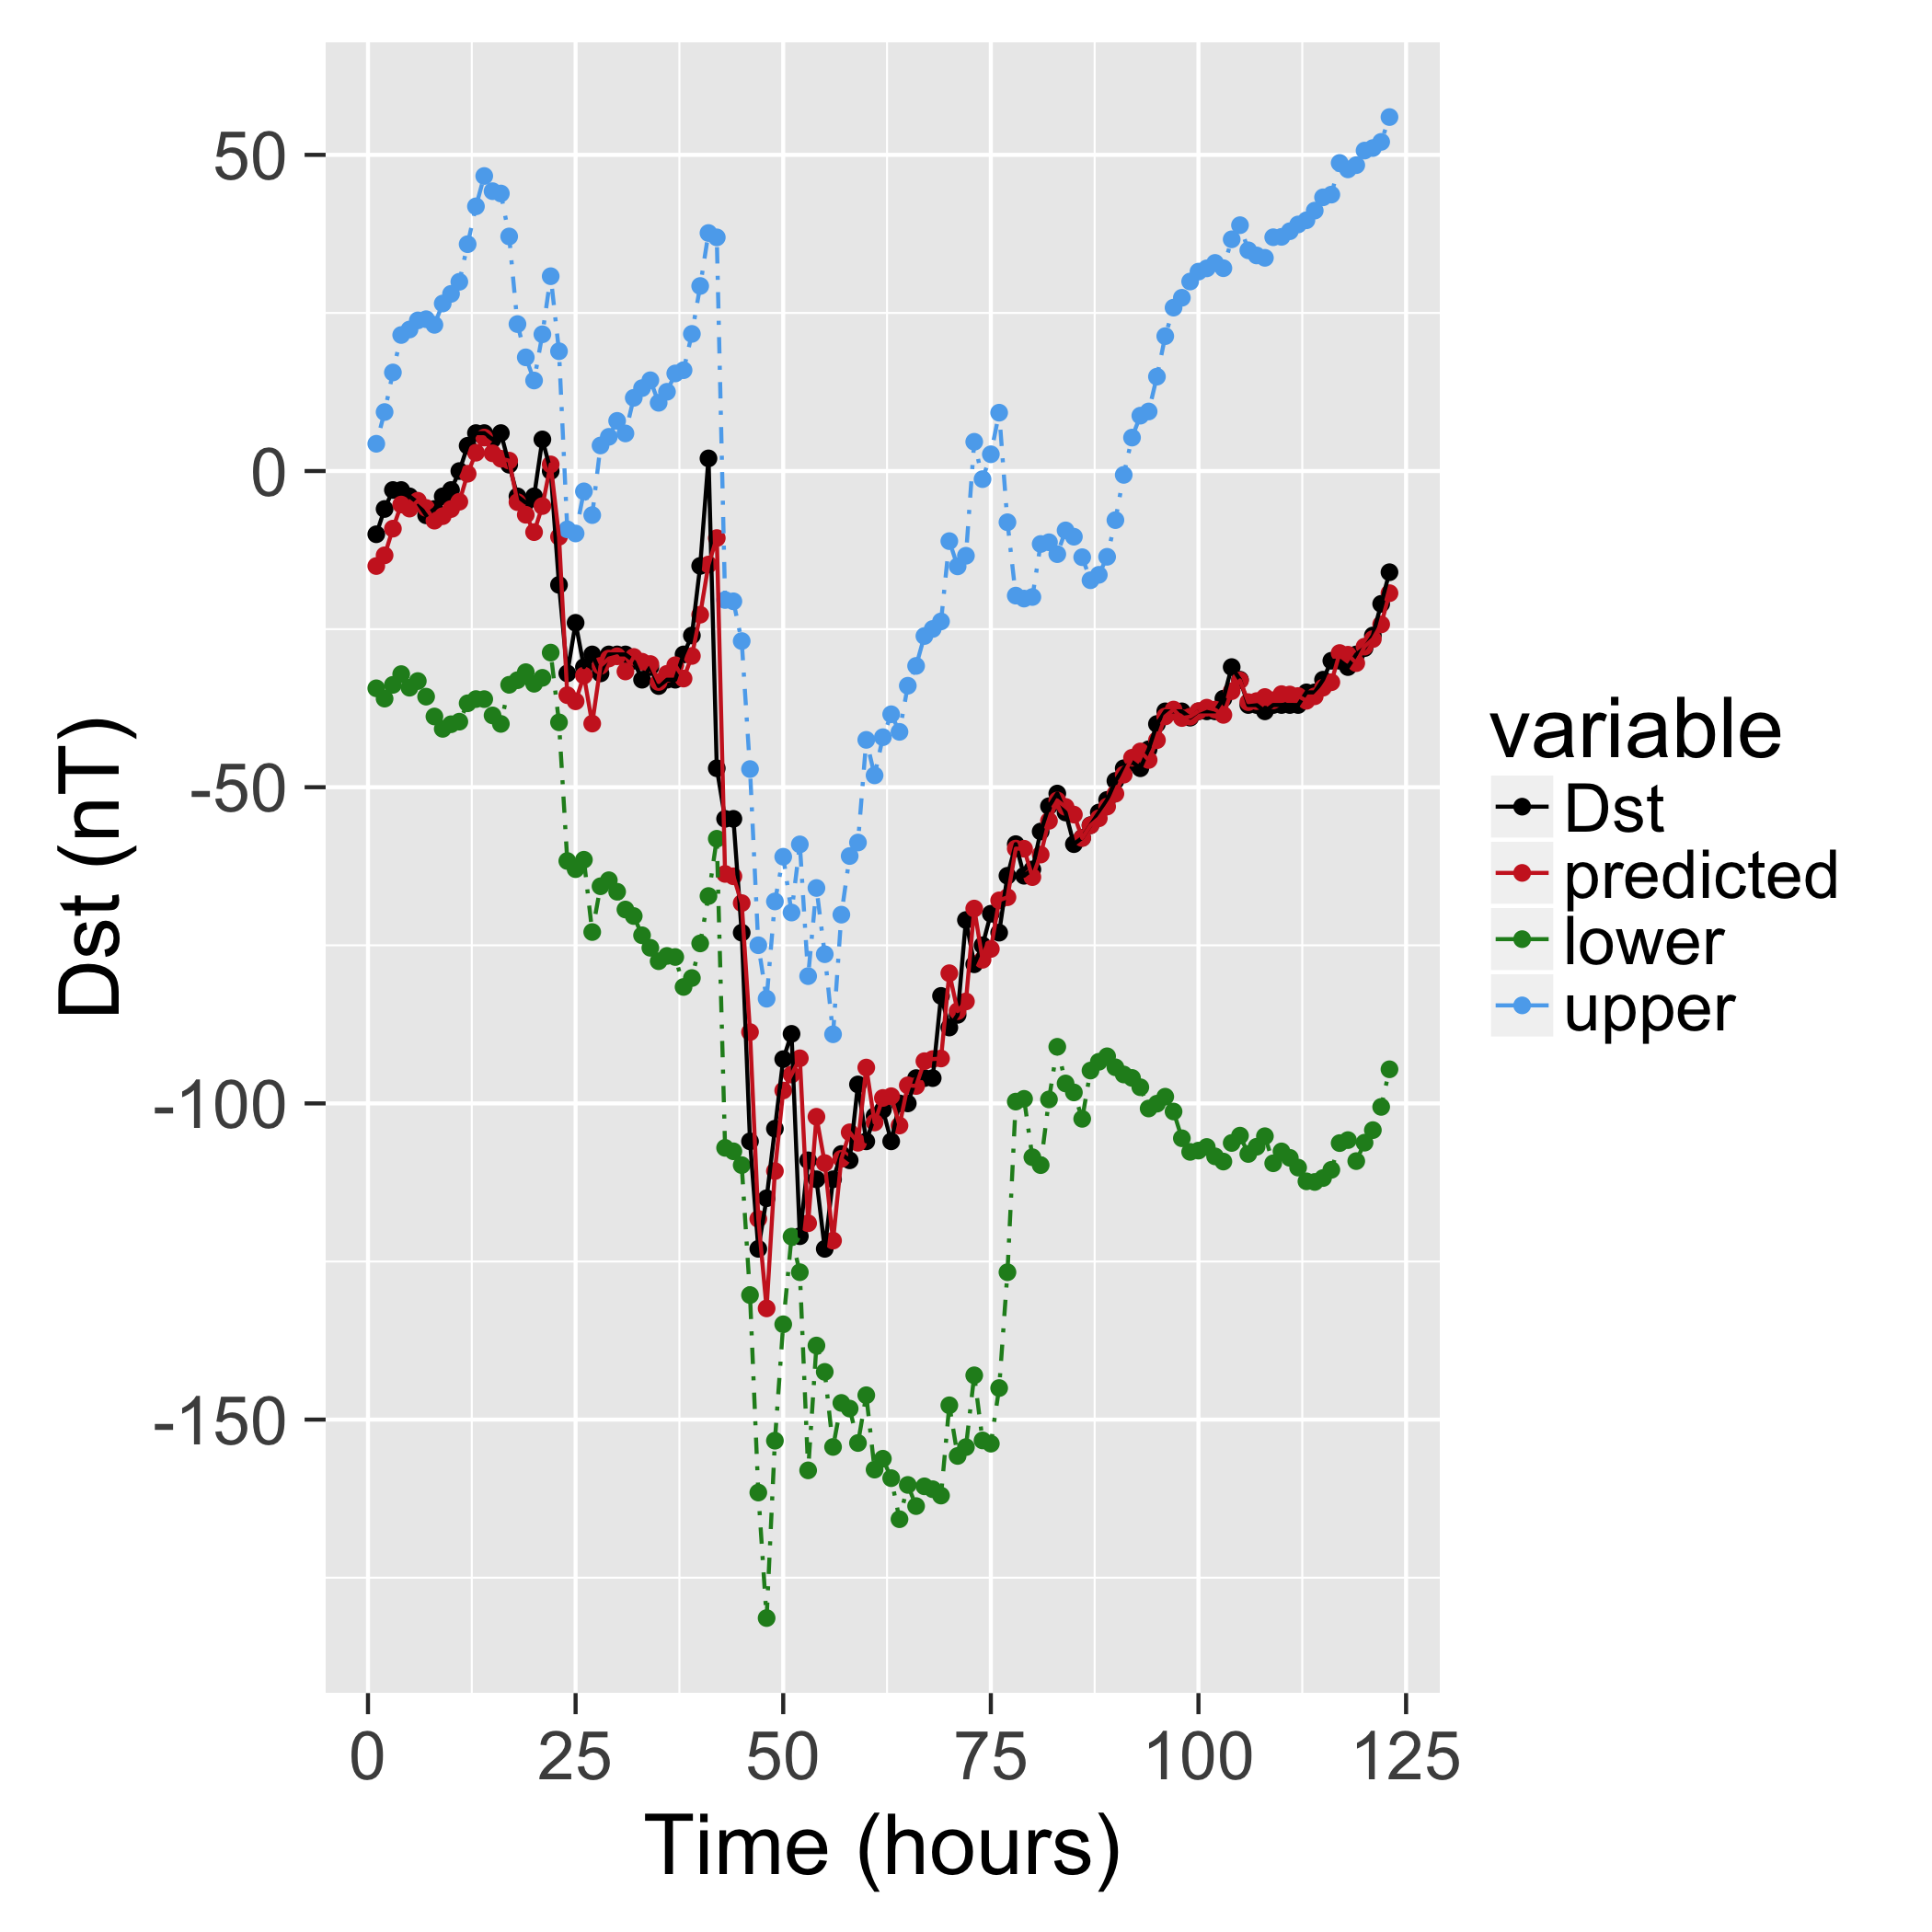 50
0
-50
-100
-150
Dst (nT)
0 25 50 75 100 125
Time (hours)
variable
Dst
predicted
lower
upper